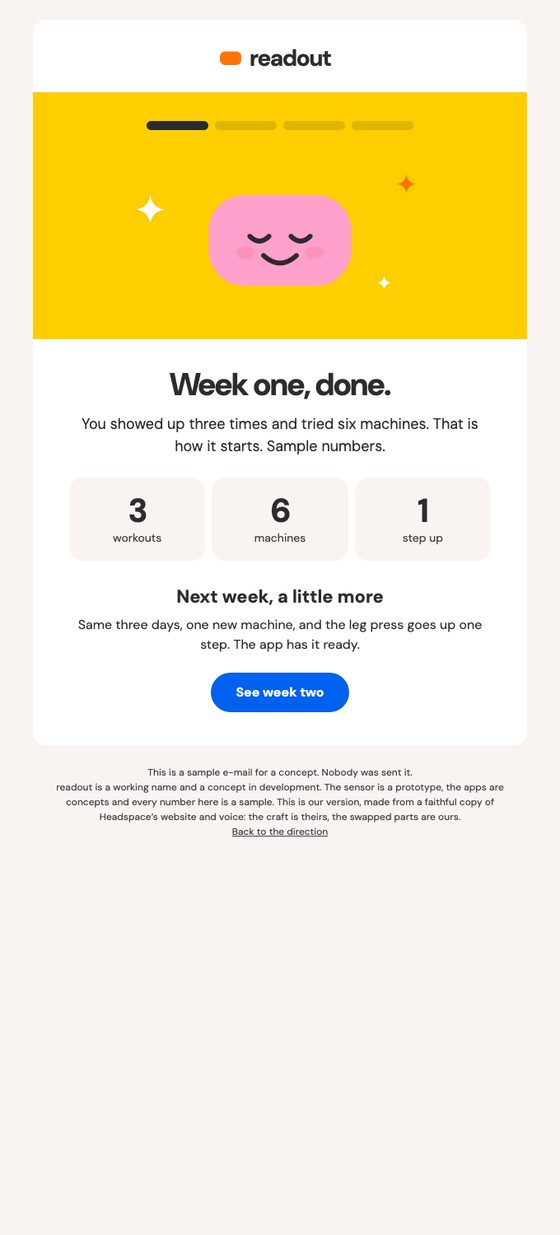 readout
Week one, done.
You showed up three times and tried six machines. That is
how it starts. Sample numbers.
3
workouts
6
machines
1
step up
Next week, a little more
Same three days, one new machine, and the leg press goes up one
step. The app has it ready.
See week two
This is a sample e-mail for a concept. Nobody was sent it.
readout is a working name and a concept in development. The sensor is a prototype, the apps are
concepts and every number here is a sample. This is our version, made from a faithful copy of
Headspace's website and voice: the craft is theirs, the swapped parts are ours.
Back to the direction